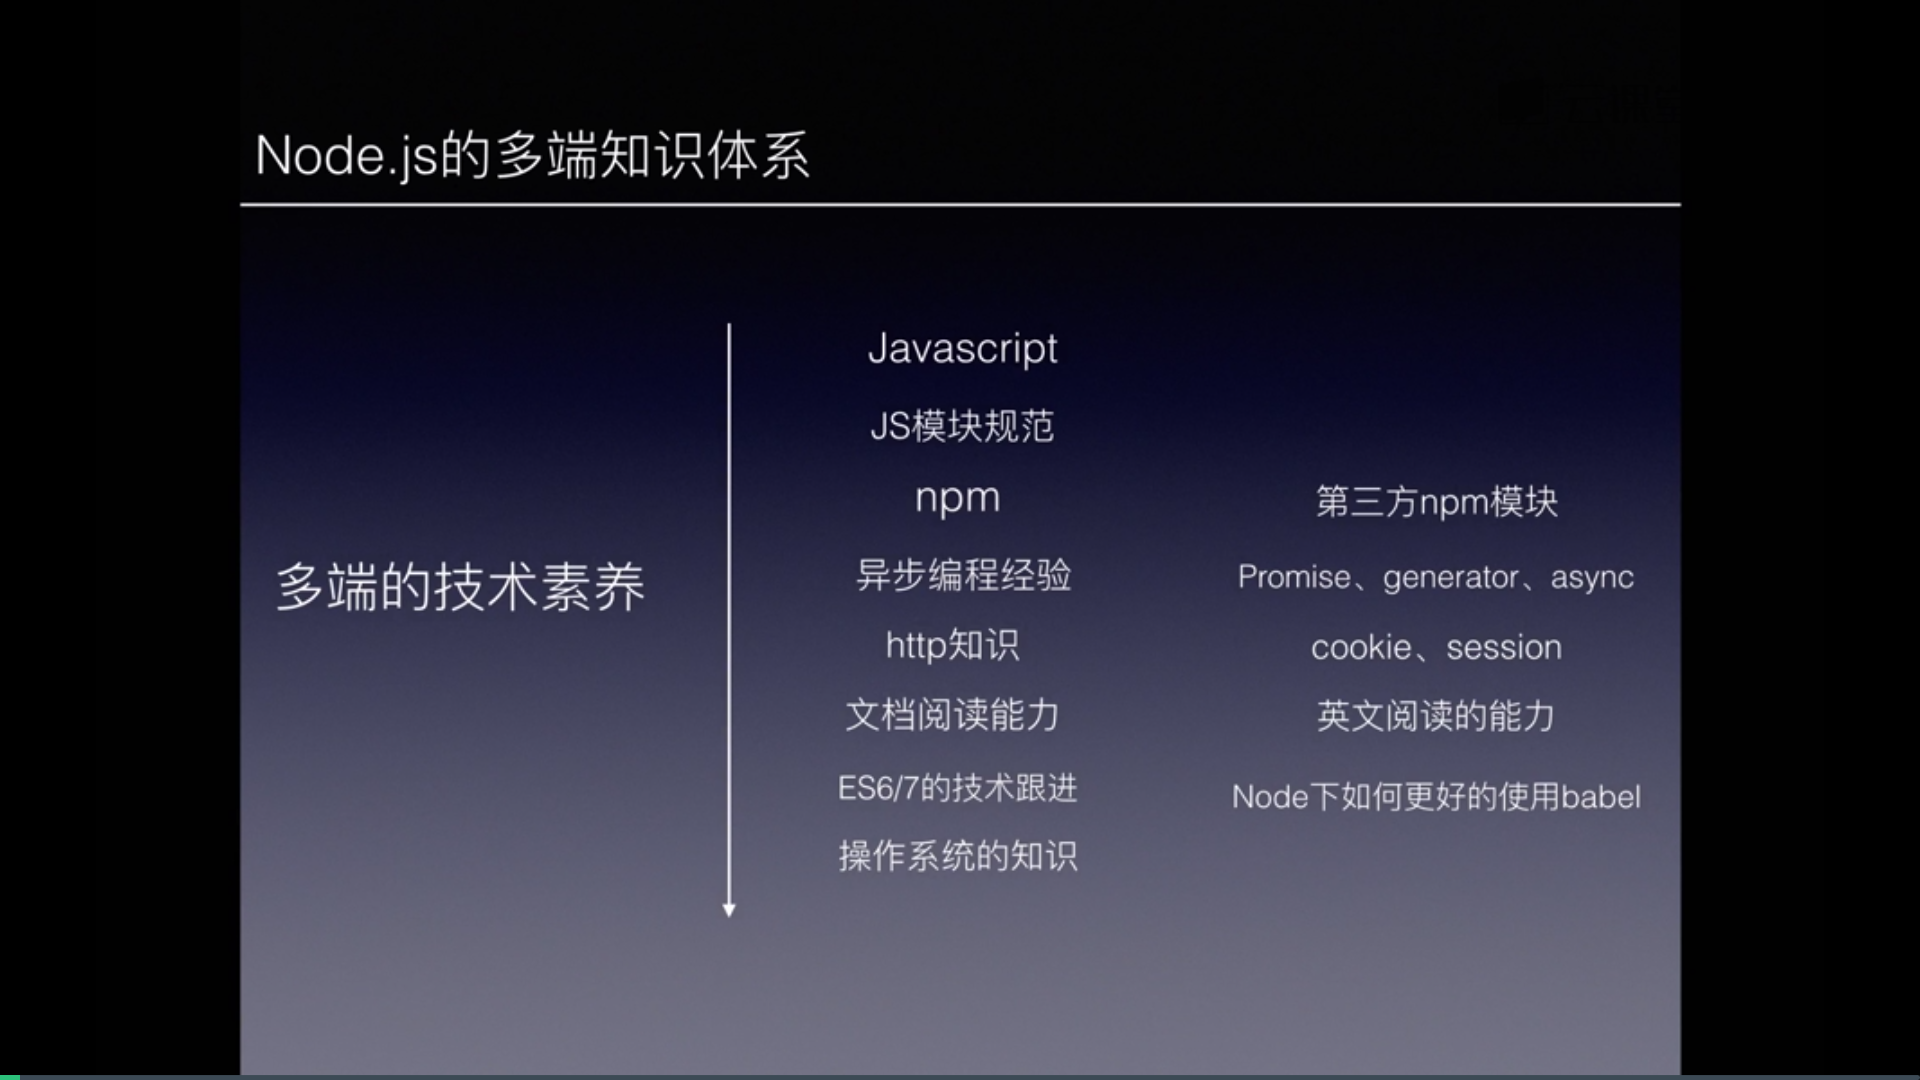 Node.js的多端知识体系
多端的技术素养
Javascript
JS模块规范
npm
第三方npm模块
异步编程经验
Promise、generator、async
http知识
cookie、session
文档阅读能力
英文阅读的能力
ES6/7的技术跟进
Node下如何更好的使用babel
操作系统的知识